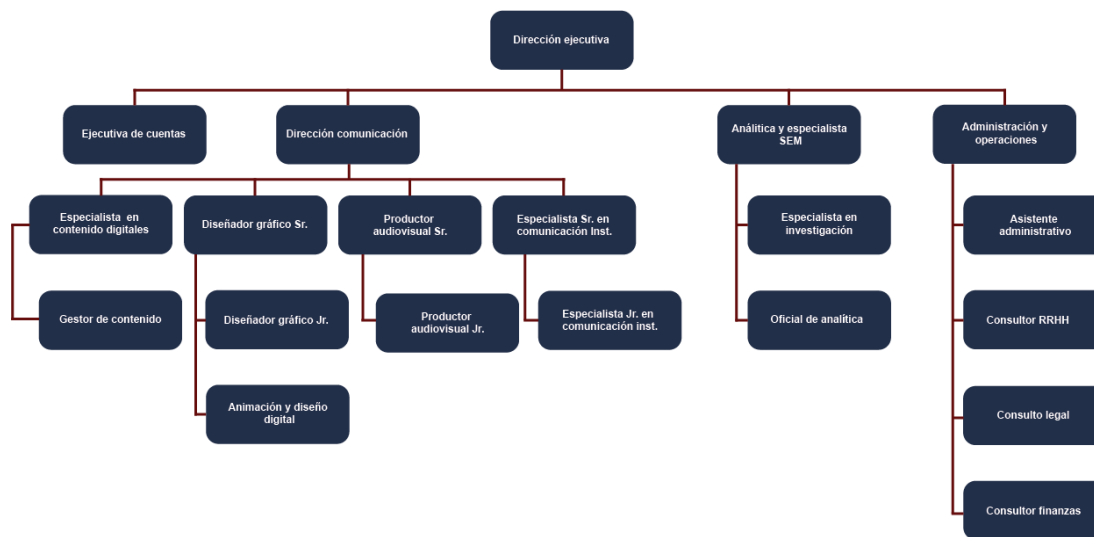 Dirección ejecutiva
Ejecutiva de cuentas
Dirección comunicación
Análitica y especialista
SEM
Administración y
operaciones
Especialista en
contenido digitales
Diseñador gráfico Sr.
Productor
audiovisual Sr.
Especialista Sr. en
comunicación Inst.
Especialista en
investigación
Asistente
administrativo
Gestor de contenido
Diseñador gráfico Jr.
Productor
audiovisual Jr.
Especialista Jr. en
comunicación inst.
Oficial de analítica
Consultor RRHH
Animación y diseño
digital
Consulto legal
Consultor finanzas